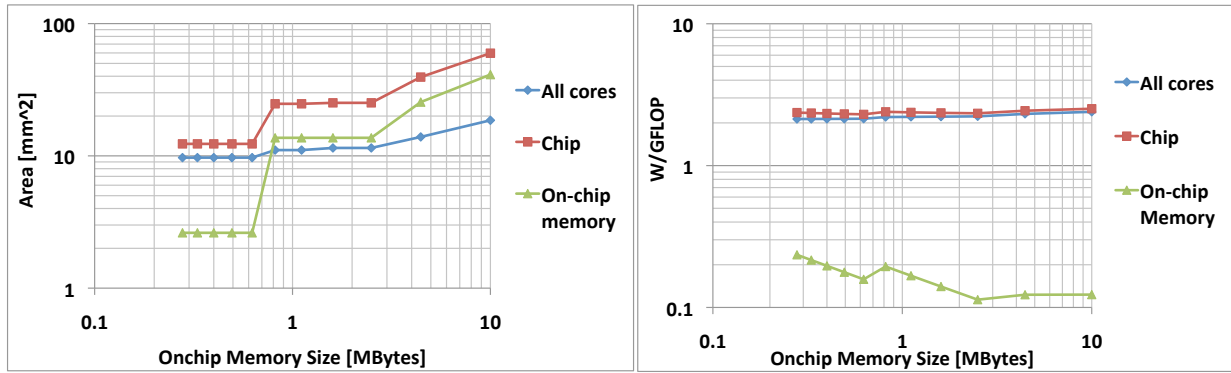 100
10
1
Area [mm^2]
0.1
1
10
Onchip Memory Size [MBytes]
All cores
Chip
On-chip
memory
10
1
0.1
W/GFLOP
0.1
1
10
Onchip Memory Size [MBytes]
All cores
Chip
On-chip
Memory